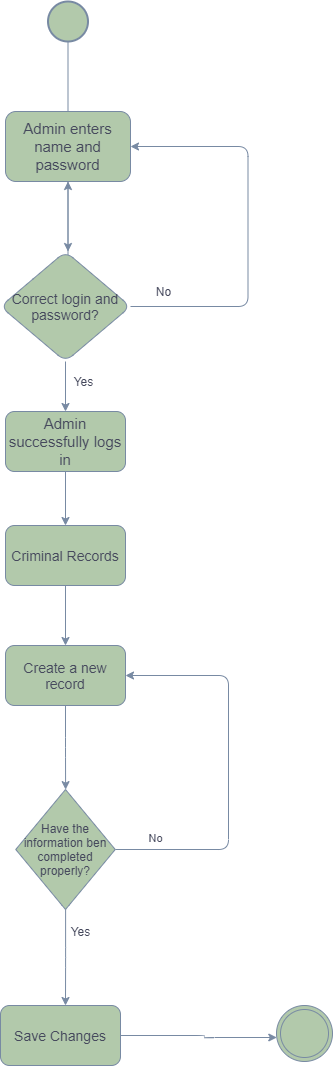 Admin enters
name and
password
Correct login and
password?
No
Yes
Admin
successfully logs
in
Criminal Records
Create a new
record
Have the
information ben
completed
properly?
No
Yes
Save Changes